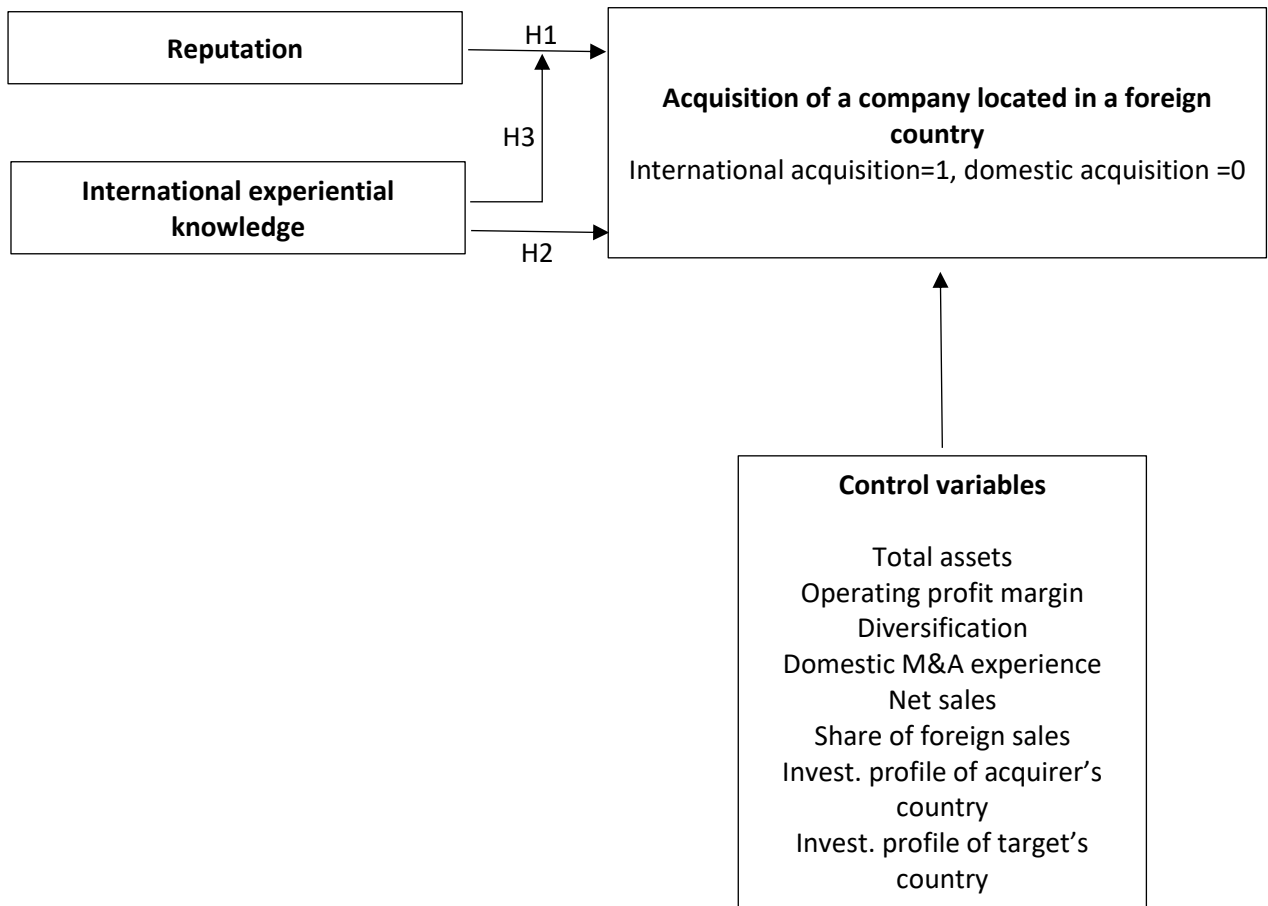 Reputation
H1
H3
International experiential
knowledge
H2
Acquisition of a company located in a foreign
country
International acquisition=1, domestic acquisition =0
Control variables
Total assets
Operating profit margin
Diversification
Domestic M&A experience
Net sales
Share of foreign sales
Invest. profile of acquirer’s
country
Invest. profile of target’s
country